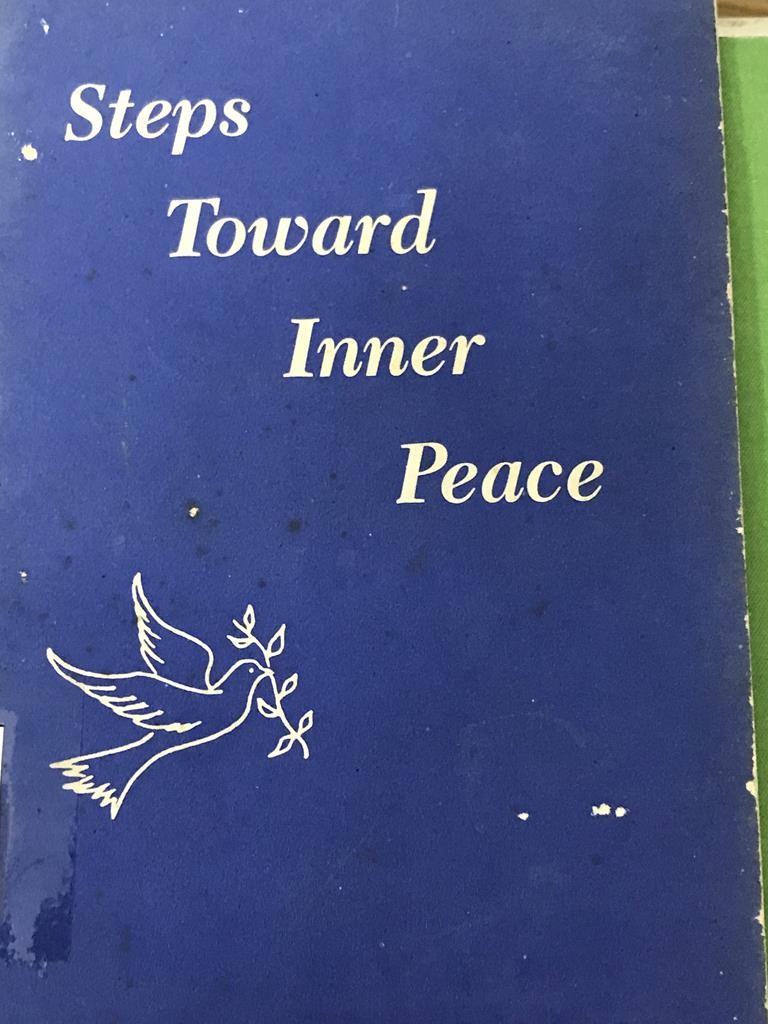 Steps
Toward
Inner
Peace